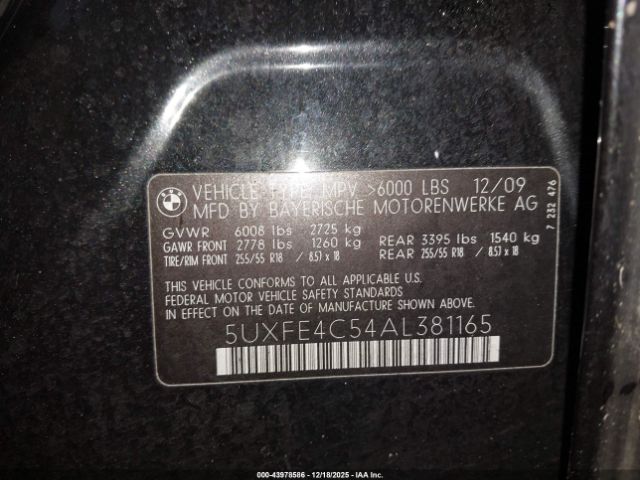 BMW
VEHICLE TYPE MPV >6000 LBS 12/09
MFD BY BAYERISCHE MOTORENWERKE AG
GVWR 6008 lbs 2725 kg
GAWR FRONT 2778 lbs 1260 kg REAR 3395 lbs 1540 kg
TIRE/RIM FRONT 255/55 R18 / 8.5J x 18 REAR 255/55 R18 / 8.5J x 18
7 232 476
THIS VEHICLE CONFORMS TO ALL APPLICABLE U.S.
FEDERAL MOTOR VEHICLE SAFETY STANDARDS
IN EFFECT ON THE DATE OF MANUFACTURE SHOWN ABOVE.
5UXFE4C54AL381165
000-43978586 - 12/18/2025 - IAA Inc.